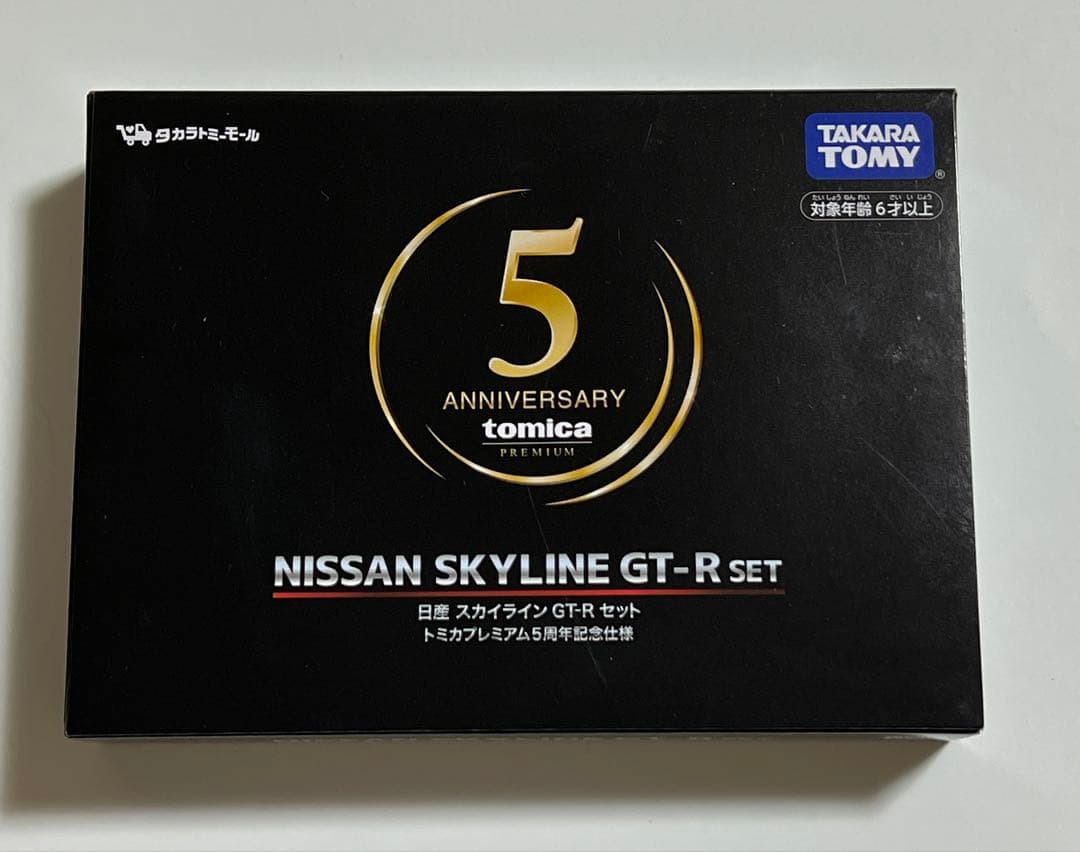 タカラトミーモール
TAKARA
TOMY
®
たいしょうねんれい さいいじょう
対象年齢6才以上
5
ANNIVERSARY
tomica
PREMIUM
NISSAN SKYLINE GT-R SET
日産 スカイライン GT-R セット
トミカプレミアム5周年記念仕様